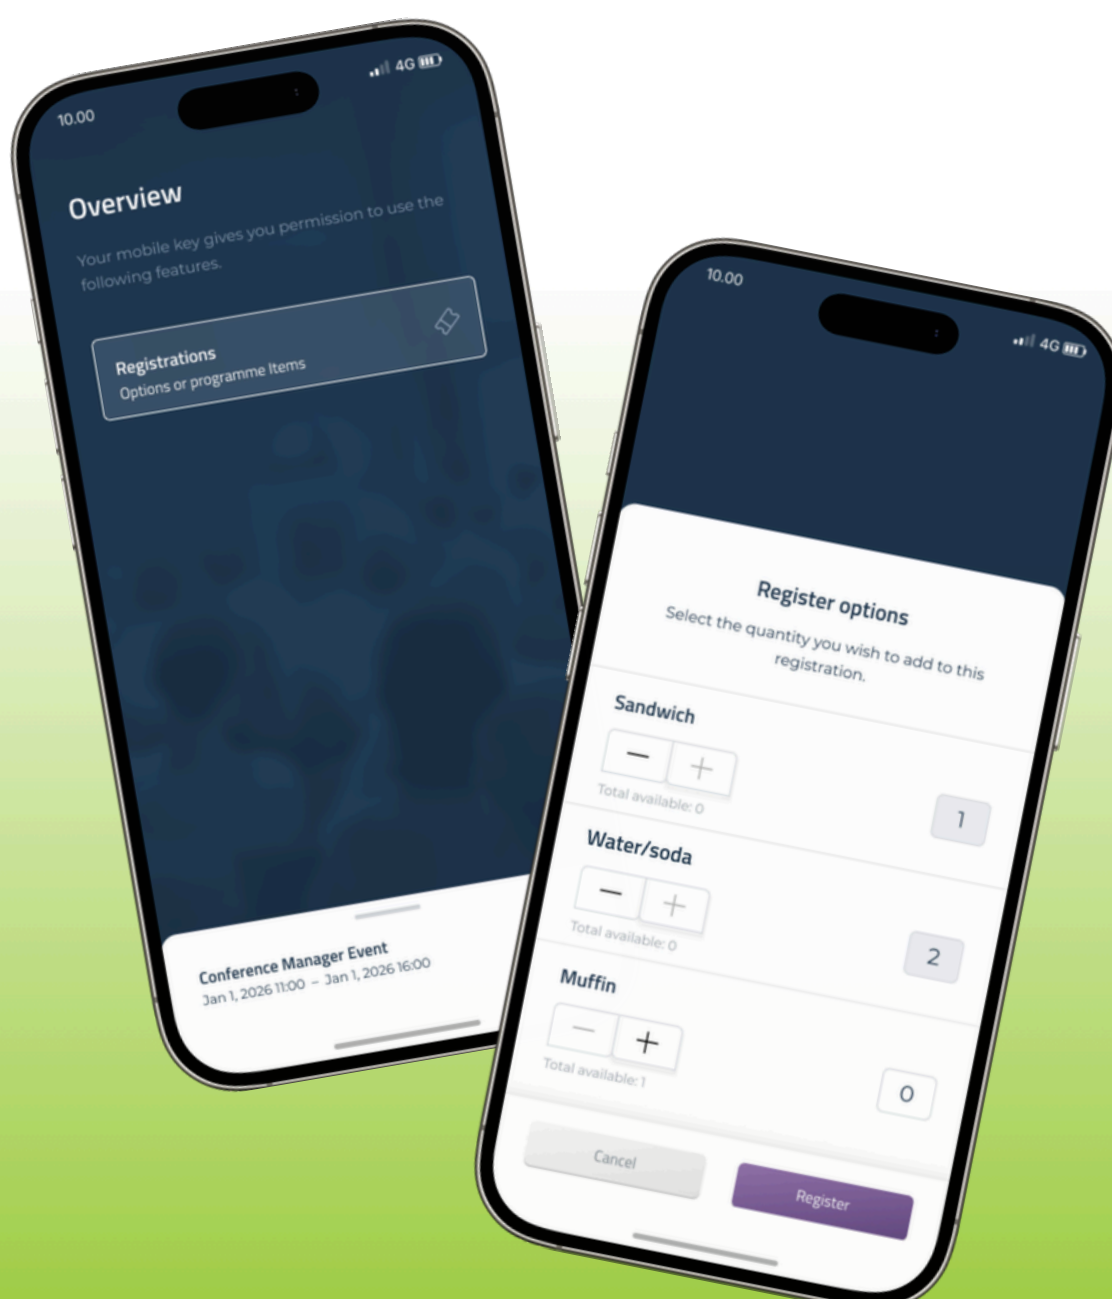 10.00
4G
Overview
Your mobile key gives you permission to use the
following features.
Registrations
Options or programme Items
Conference Manager Event
Jan 1, 2026 11:00 – Jan 1, 2026 16:00
10.00
4G
Register options
Select the quantity you wish to add to this
registration.
Sandwich
Total available: 0
1
Water/soda
Total available: 0
2
Muffin
Total available: 1
0
Cancel
Register